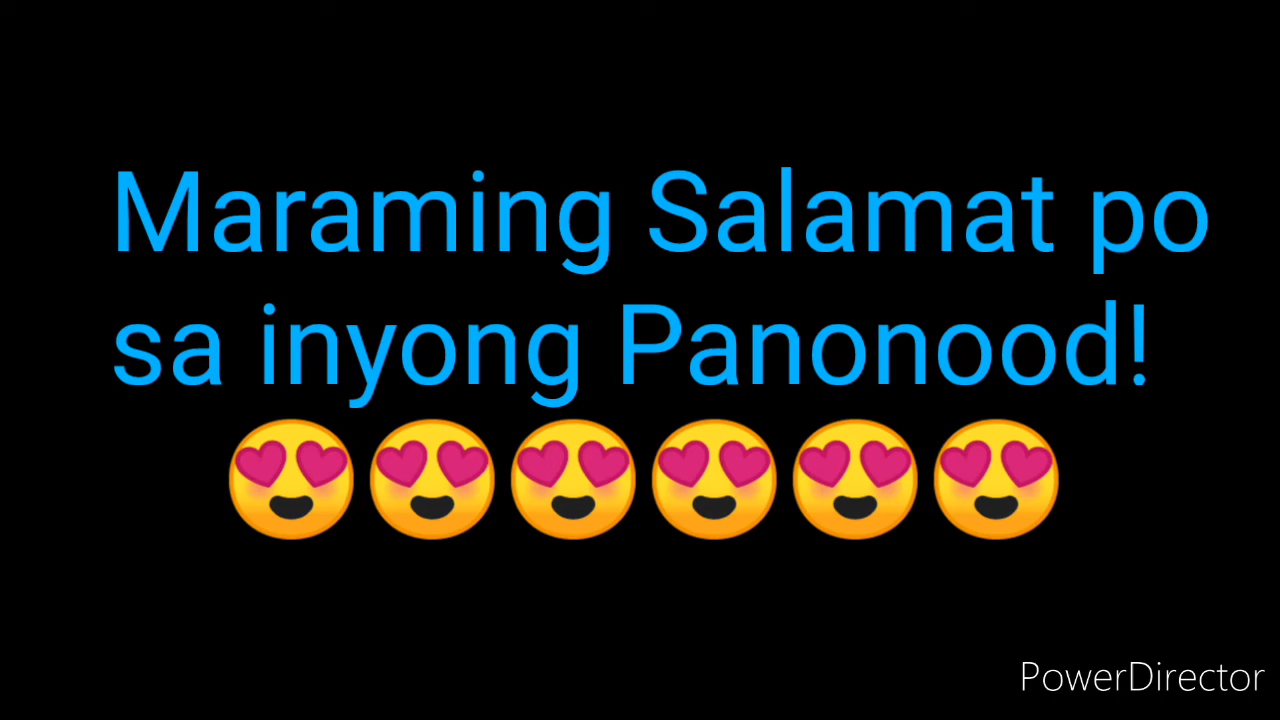 Maraming Salamat po
sa inyong Panonood!
😍😍😍😍😍😍
PowerDirector